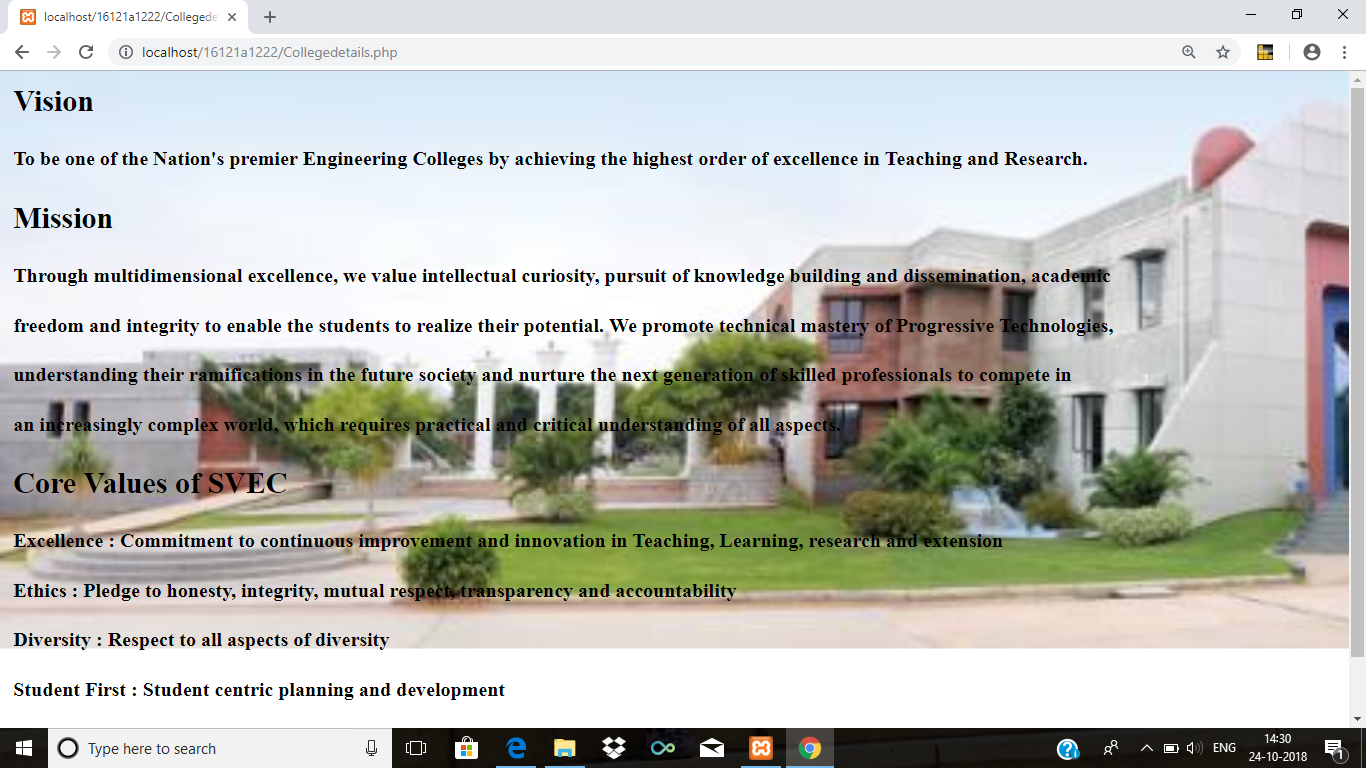 localhost/16121a1222/Collegede
localhost/16121a1222/Collegedetails.php
Vision
To be one of the Nation's premier Engineering Colleges by achieving the highest order of excellence in Teaching and Research.
Mission
Through multidimensional excellence, we value intellectual curiosity, pursuit of knowledge building and dissemination, academic
freedom and integrity to enable the students to realize their potential. We promote technical mastery of Progressive Technologies,
understanding their ramifications in the future society and nurture the next generation of skilled professionals to compete in
an increasingly complex world, which requires practical and critical understanding of all aspects.
Core Values of SVEC
Excellence : Commitment to continuous improvement and innovation in Teaching, Learning, research and extension
Ethics : Pledge to honesty, integrity, mutual respect, transparency and accountability
Diversity : Respect to all aspects of diversity
Student First : Student centric planning and development
Type here to search
ENG
14:30
24-10-2018
1